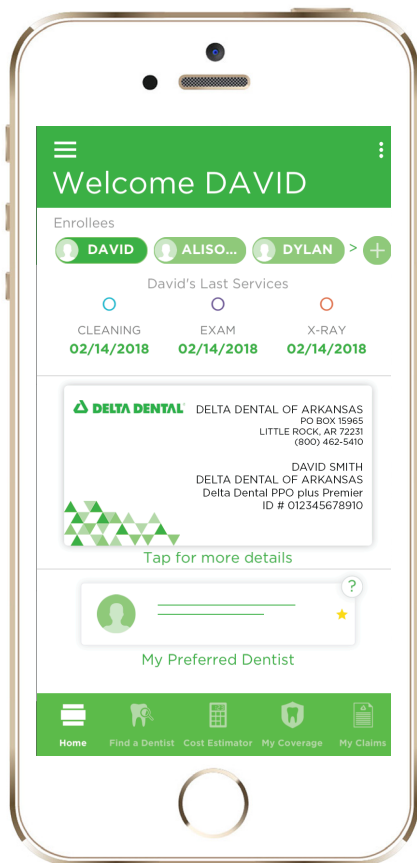 Welcome DAVID
Enrollees
DAVID ALISO... DYLAN > +
David's Last Services
CLEANING EXAM X-RAY
02/14/2018 02/14/2018 02/14/2018
DELTA DENTAL
DELTA DENTAL OF ARKANSAS
PO BOX 15965
LITTLE ROCK, AR 72231
(800) 462-5410
DAVID SMITH
DELTA DENTAL OF ARKANSAS
Delta Dental PPO plus Premier
ID # 012345678910
Tap for more details
?
My Preferred Dentist
Home Find a Dentist Cost Estimator My Coverage My Claims